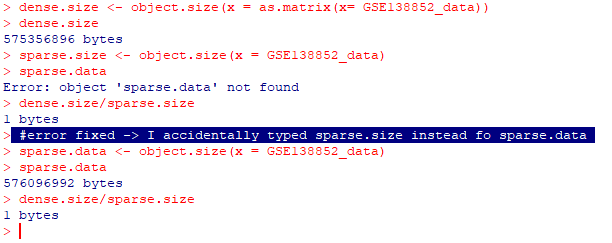 > dense.size <- object.size(x = as.matrix(x= GSE138852_data))
> dense.size
575356896 bytes
> sparse.size <- object.size(x = GSE138852_data)
> sparse.data
Error: object 'sparse.data' not found
> dense.size/sparse.size
1 bytes
> #error fixed -> I accidentally typed sparse.size instead fo sparse.data
> sparse.data <- object.size(x = GSE138852_data)
> sparse.data
576096992 bytes
> dense.size/sparse.size
1 bytes
>